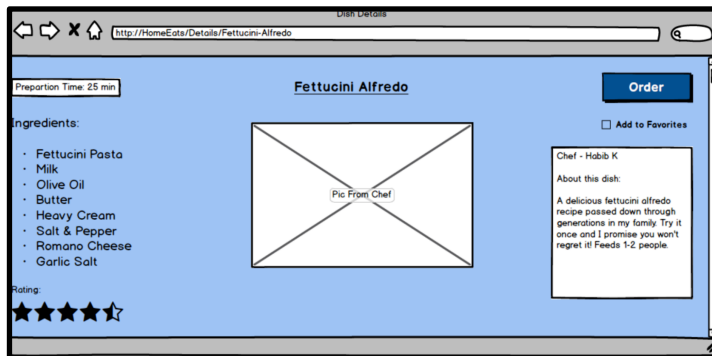 Dish Details
http://HomeEats/Details/Fettucini-Alfredo
Prepartion Time: 25 min
Fettucini Alfredo
Order
Add to Favorites
Ingredients:
· Fettucini Pasta
· Milk
· Olive Oil
· Butter
· Heavy Cream
· Salt & Pepper
· Romano Cheese
· Garlic Salt
Rating:
Pic From Chef
Chef - Habib K
About this dish:
A delicious fettucini alfredo
recipe passed down through
generations in my family. Try it
once and I promise you won't
regret it! Feeds 1-2 people.